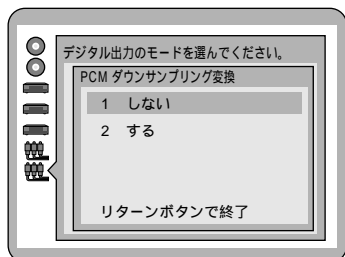 デジタル出力のモードを選んでください。
PCM ダウンサンプリング変換
1 しない
2 する
リターンボタンで終了